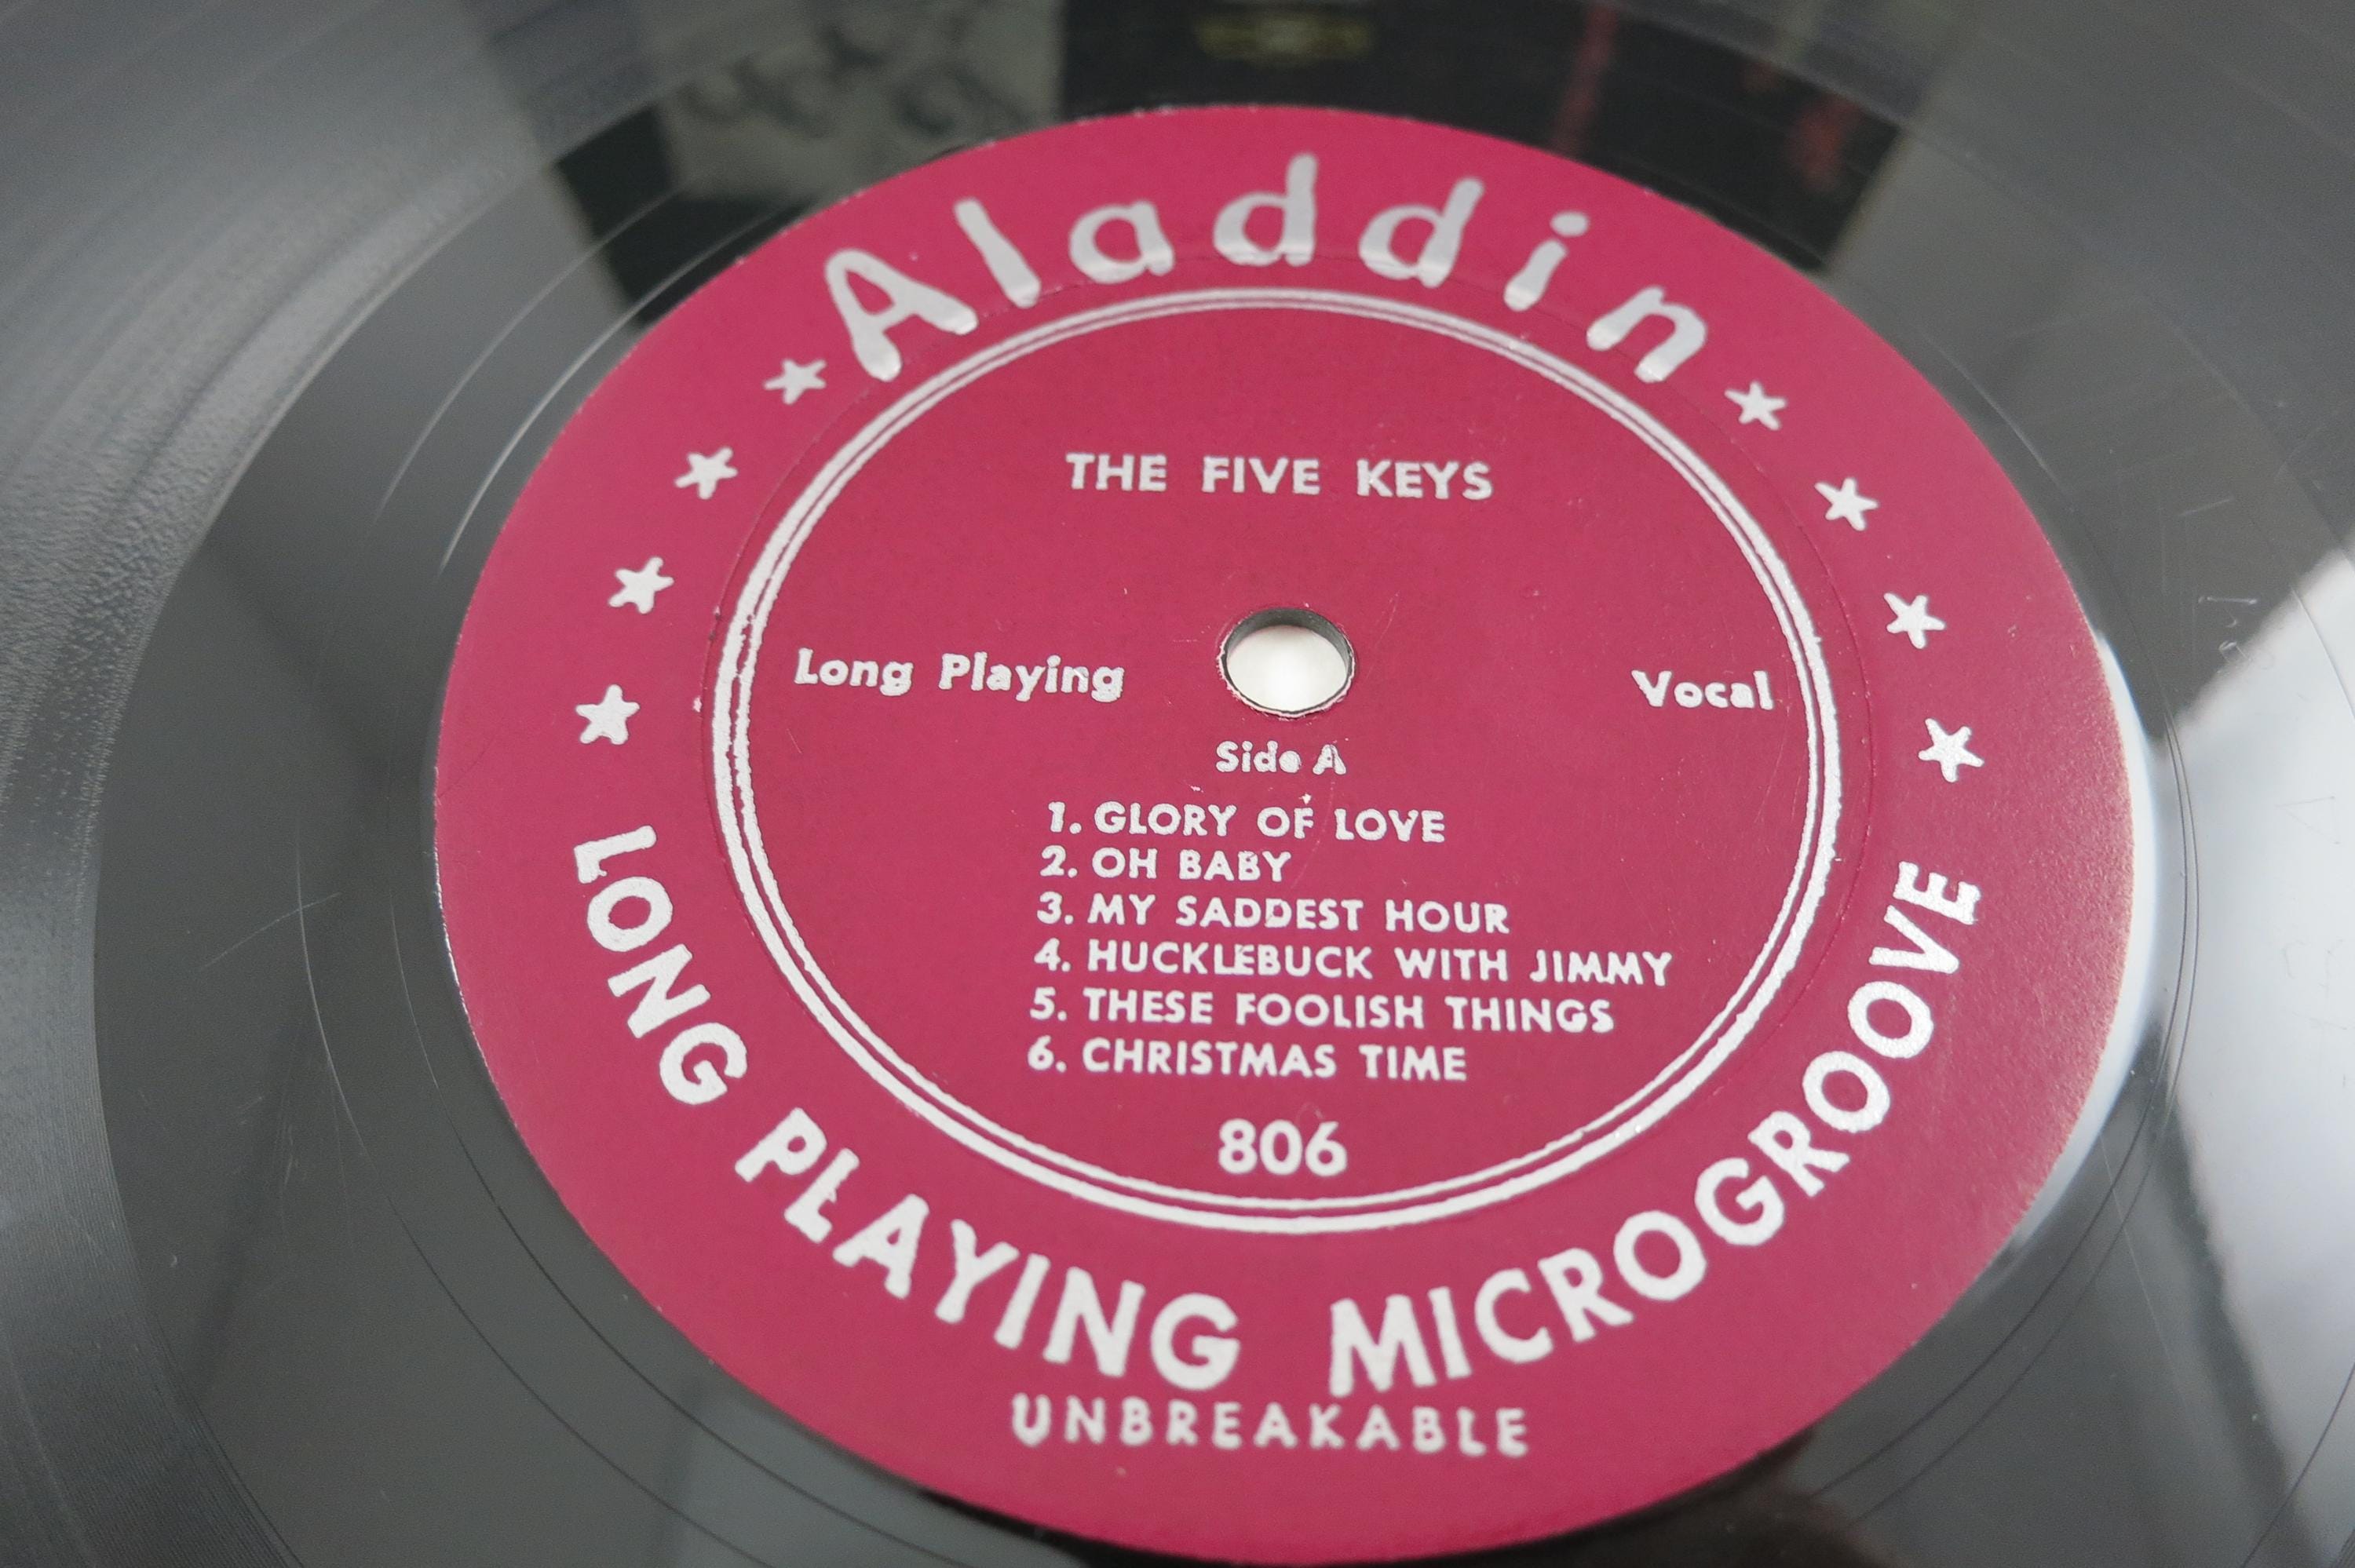 Aladdin
THE FIVE KEYS
Long Playing
Vocal
Side A
1. GLORY OF LOVE
2. OH BABY
3. MY SADDEST HOUR
4. HUCKLEBUCK WITH JIMMY
5. THESE FOOLISH THINGS
6. CHRISTMAS TIME
806
LONG PLAYING MICROGROOVE
UNBREAKABLE